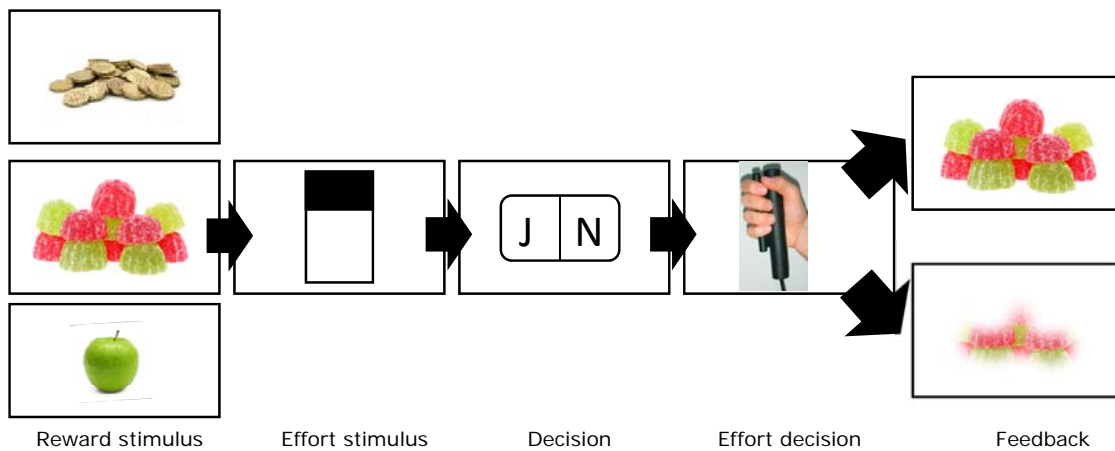 J N
Reward stimulus
Effort stimulus
Decision
Effort decision
Feedback